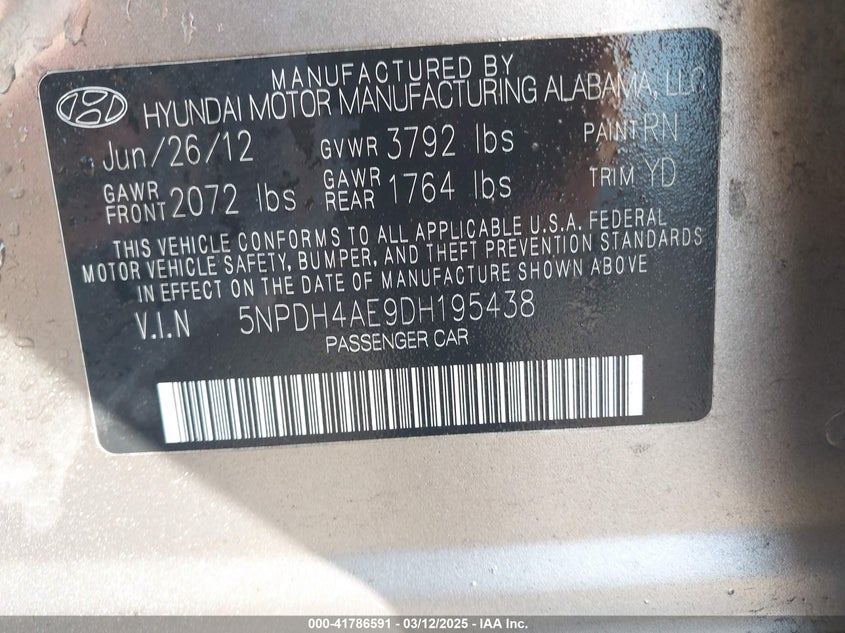 MANUFACTURED BY
HYUNDAI MOTOR MANUFACTURING ALABAMA, LLC
Jun/26/12 GVWR 3792 lbs PAINT RN
GAWR FRONT 2072 lbs GAWR REAR 1764 lbs TRIM YD
THIS VEHICLE CONFORMS TO ALL APPLICABLE U.S.A. FEDERAL
MOTOR VEHICLE SAFETY, BUMPER, AND THEFT PREVENTION STANDARDS
IN EFFECT ON THE DATE OF MANUFACTURE SHOWN ABOVE
V.I.N 5NPDH4AE9DH195438
PASSENGER CAR
000-41786591 - 03/12/2025 - IAA Inc.